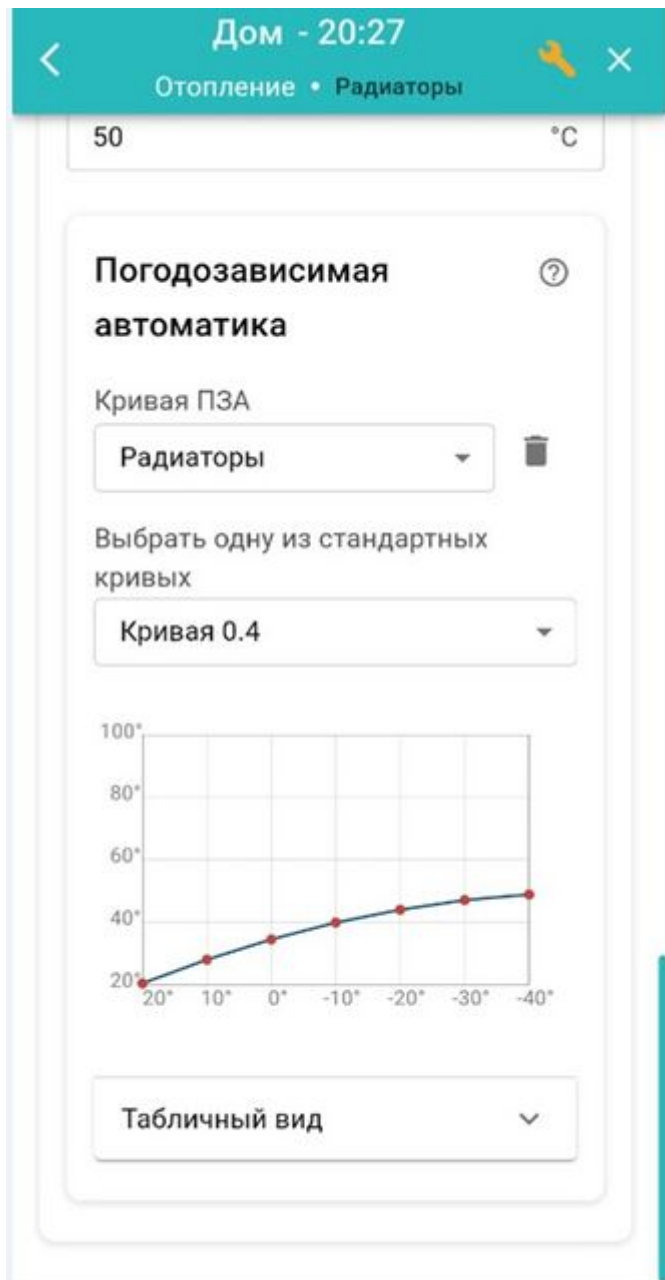 Дом - 20:27
Отопление • Радиаторы
50 °C
Погодозависимая
автоматика
Кривая ПЗА
Радиаторы
Выбрать одну из стандартных
кривых
Кривая 0.4
100°
80°
60°
40°
20°
20° 10° 0° -10° -20° -30° -40°
Табличный вид